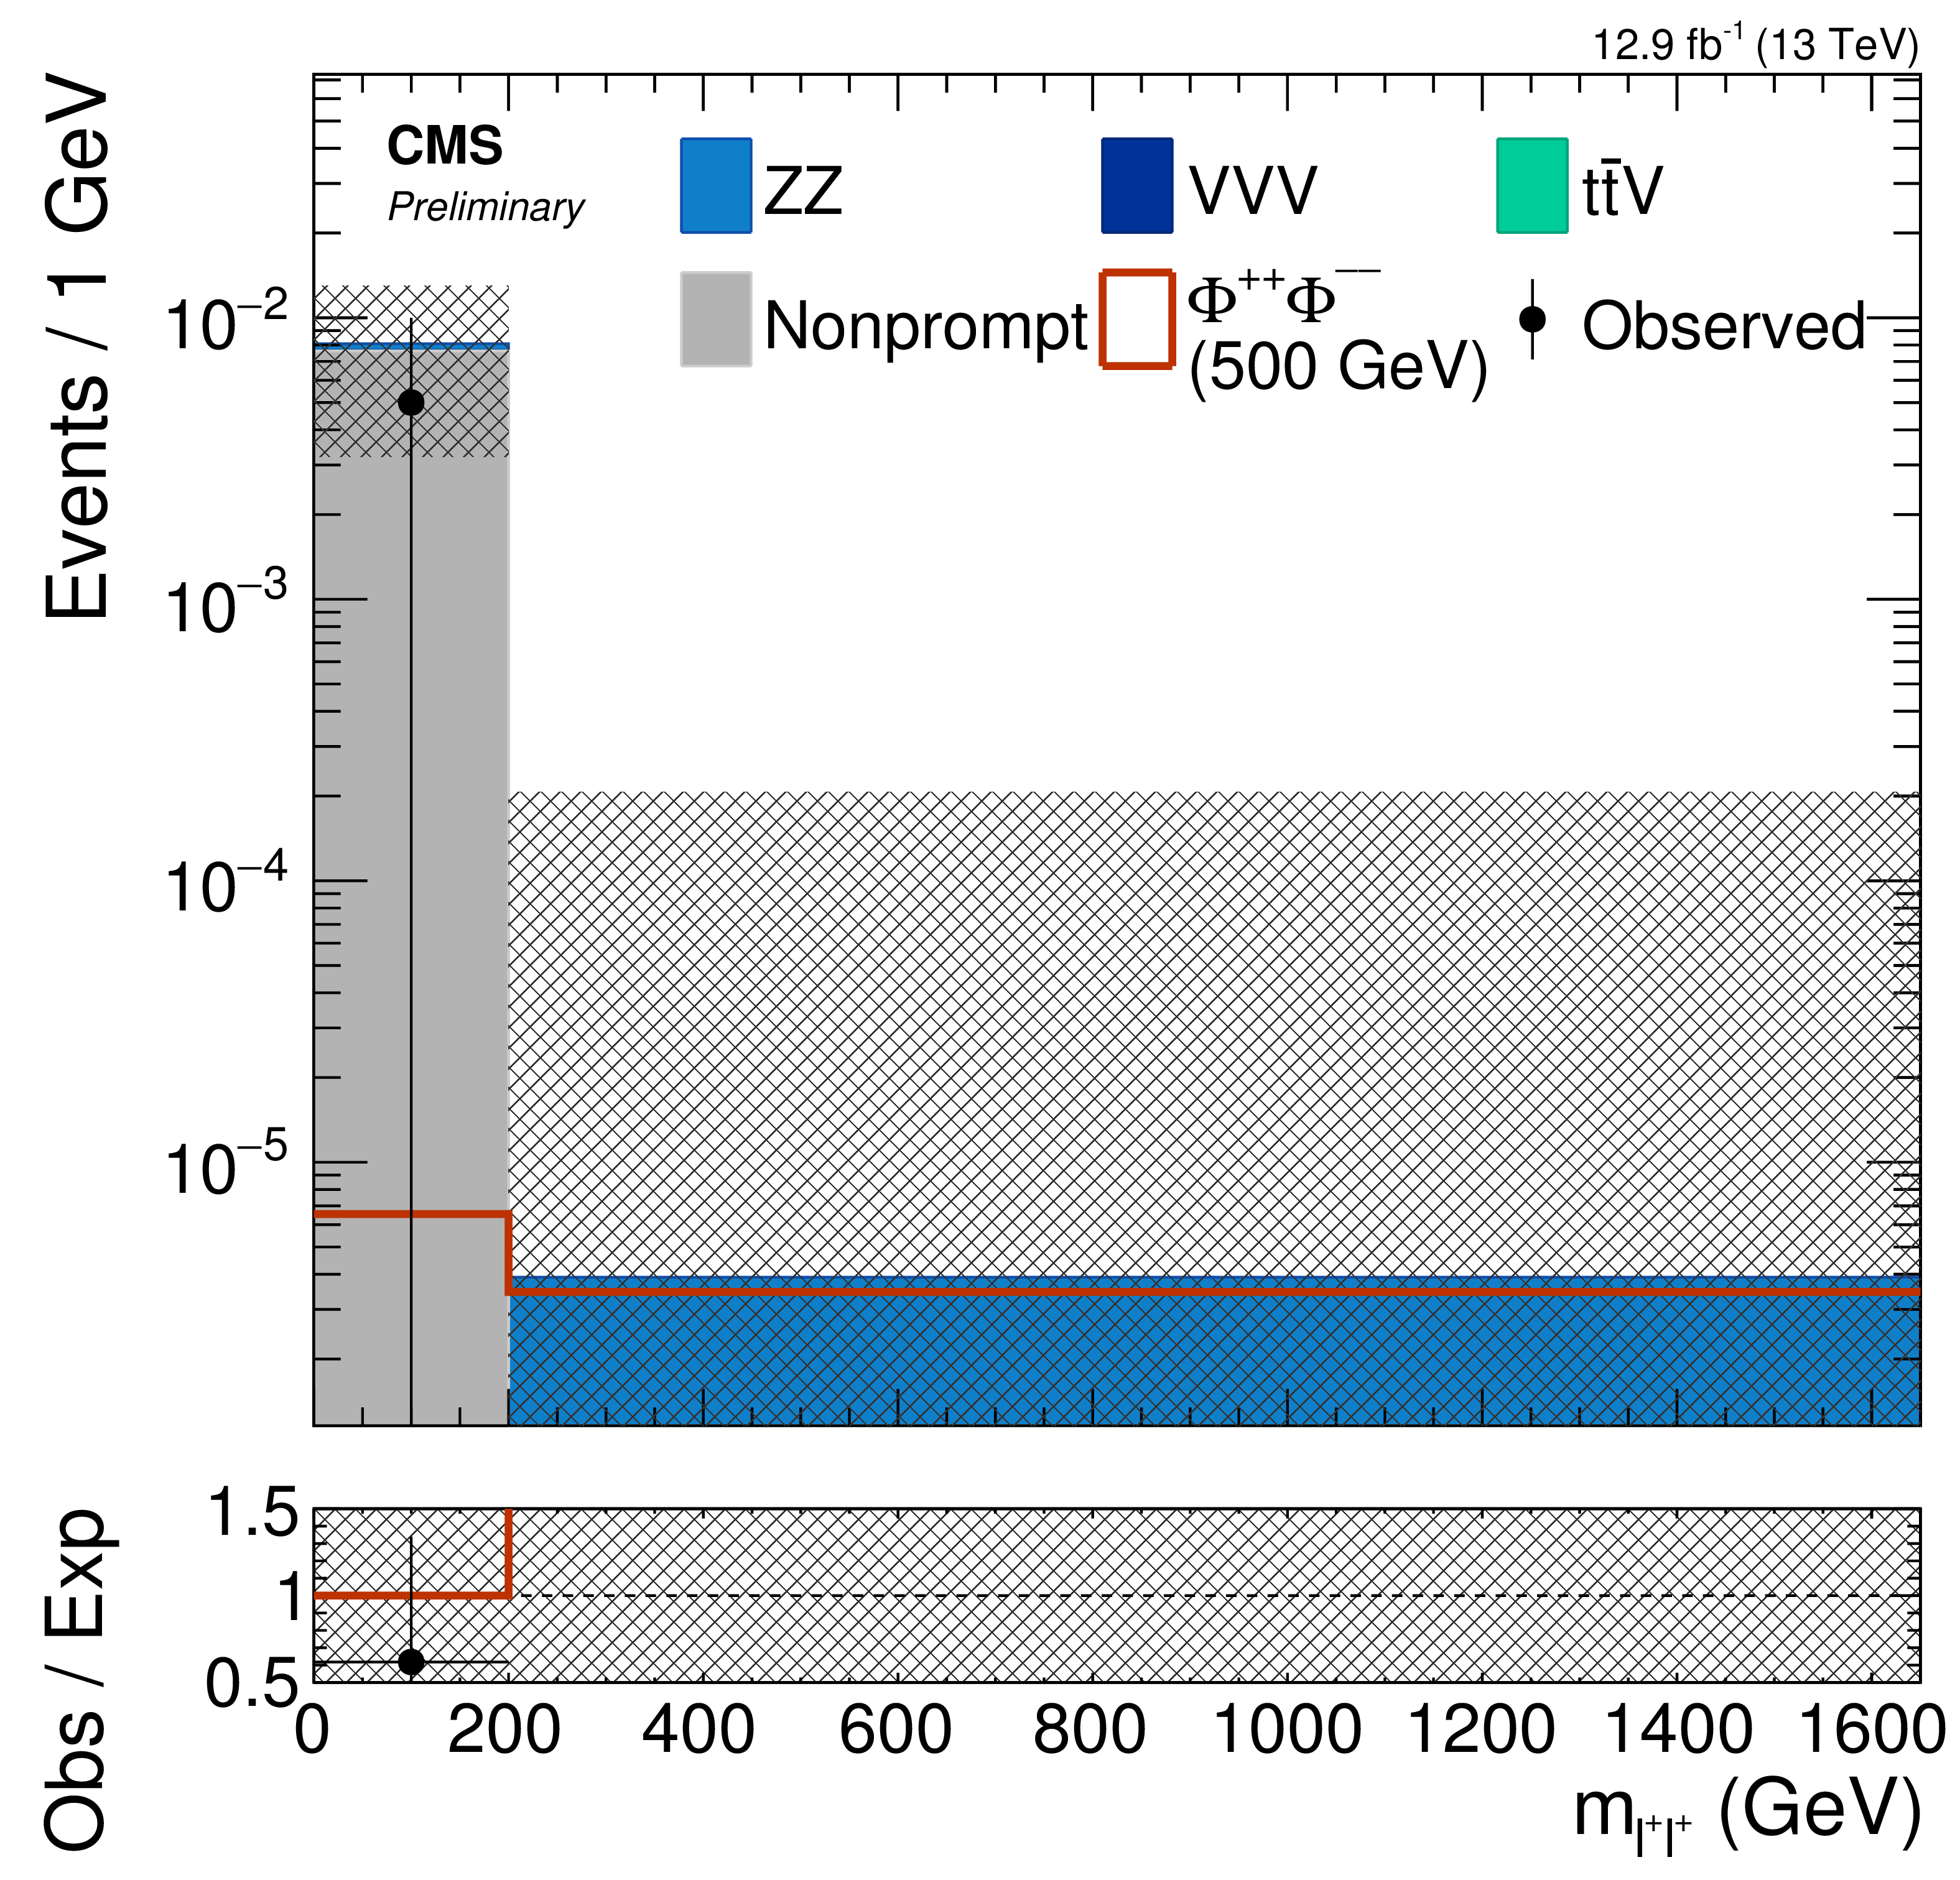 12.9 fb⁻¹ (13 TeV)
Events / 1 GeV
CMS
Preliminary
ZZ
VVV
tt̅V
Nonprompt
Φ⁺⁺Φ⁻⁻
(500 GeV)
Observed
10⁻²
10⁻³
10⁻⁴
10⁻⁵
Obs / Exp
1.5
1
0.5
0 200 400 600 800 1000 1200 1400 1600
m_{l⁺l⁺} (GeV)